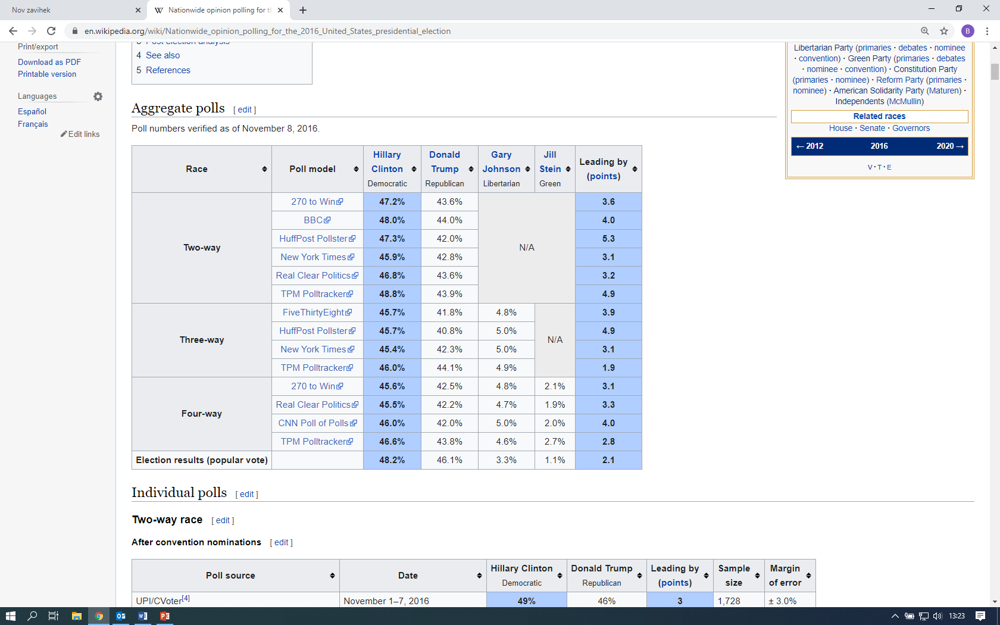 Nov zavihek
W Nationwide opinion polling for th
en.wikipedia.org/wiki/Nationwide_opinion_polling_for_the_2016_United_States_presidential_election
B
Print/export
Download as PDF
Printable version
Languages
Español
Français
Edit links
3 Post election analysis
4 See also
5 References
Libertarian Party (primaries · debates · nominee
· convention) · Green Party (primaries · debates
· nominee · convention) · Constitution Party
(primaries · nominee) · Reform Party (primaries ·
nominee) · American Solidarity Party (Maturen) ·
Independents (McMullin)
Related races
House · Senate · Governors
← 2012 2016 2020 →
V · T · E
Aggregate polls [ edit ]
Poll numbers verified as of November 8, 2016.
Race Poll model Hillary Clinton Democratic Donald Trump Republican Gary Johnson Libertarian Jill Stein Green Leading by (points)
Two-way
270 to Win 47.2% 43.6% 3.6
BBC 48.0% 44.0% 4.0
HuffPost Pollster 47.3% 42.0% 5.3
N/A
New York Times 45.9% 42.8% 3.1
Real Clear Politics 46.8% 43.6% 3.2
TPM Polltracker 48.8% 43.9% 4.9
Three-way
FiveThirtyEight 45.7% 41.8% 4.8% 3.9
HuffPost Pollster 45.7% 40.8% 5.0% 4.9
N/A
New York Times 45.4% 42.3% 5.0% 3.1
TPM Polltracker 46.0% 44.1% 4.9% 1.9
Four-way
270 to Win 45.6% 42.5% 4.8% 2.1% 3.1
Real Clear Politics 45.5% 42.2% 4.7% 1.9% 3.3
CNN Poll of Polls 46.0% 42.0% 5.0% 2.0% 4.0
TPM Polltracker 46.6% 43.8% 4.6% 2.7% 2.8
Election results (popular vote) 48.2% 46.1% 3.3% 1.1% 2.1
Individual polls [ edit ]
Two-way race [ edit ]
After convention nominations [ edit ]
Poll source Date Hillary Clinton Democratic Donald Trump Republican Leading by (points) Sample size Margin of error
UPI/CVoter[4] November 1–7, 2016 49% 46% 3 1,728 ± 3.0%
13:23